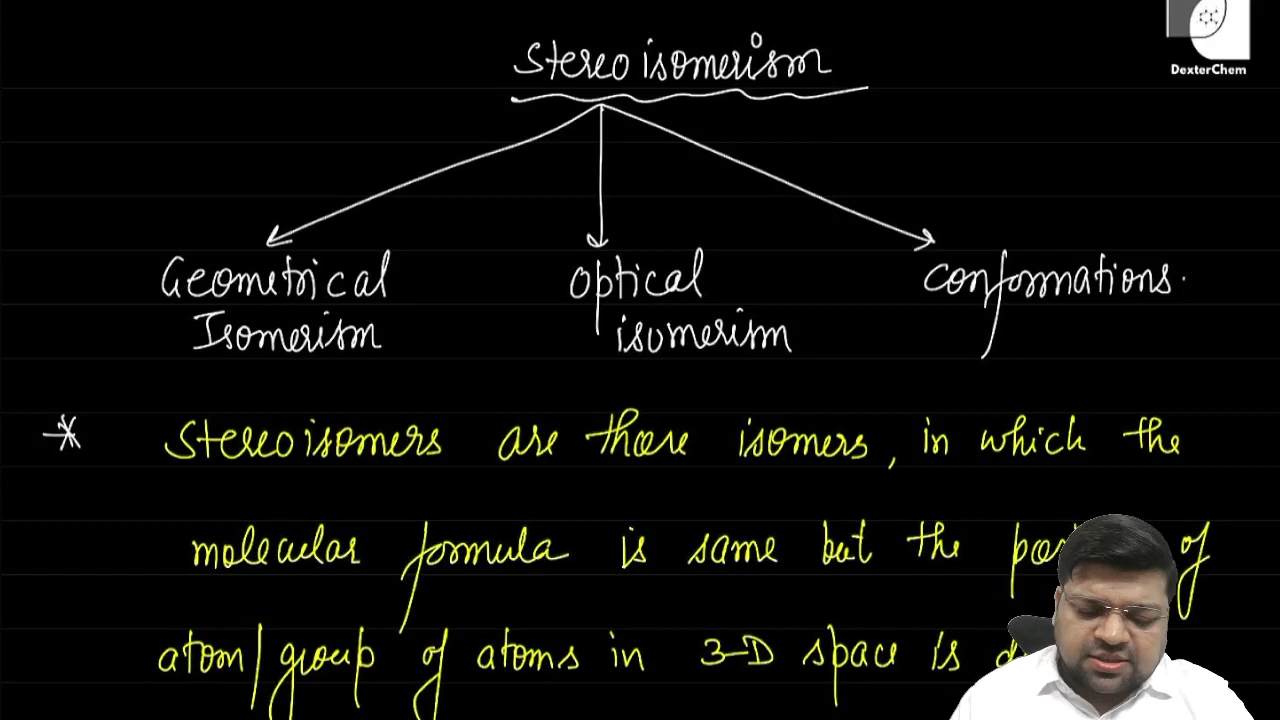 Stereoisomerism
DexterChem
Geometrical
Isomerism
optical
isomerism
conformations.
* Stereoisomers are those isomers, in which the
molecular formula is same but the of
atom/group of atoms in 3-D space is